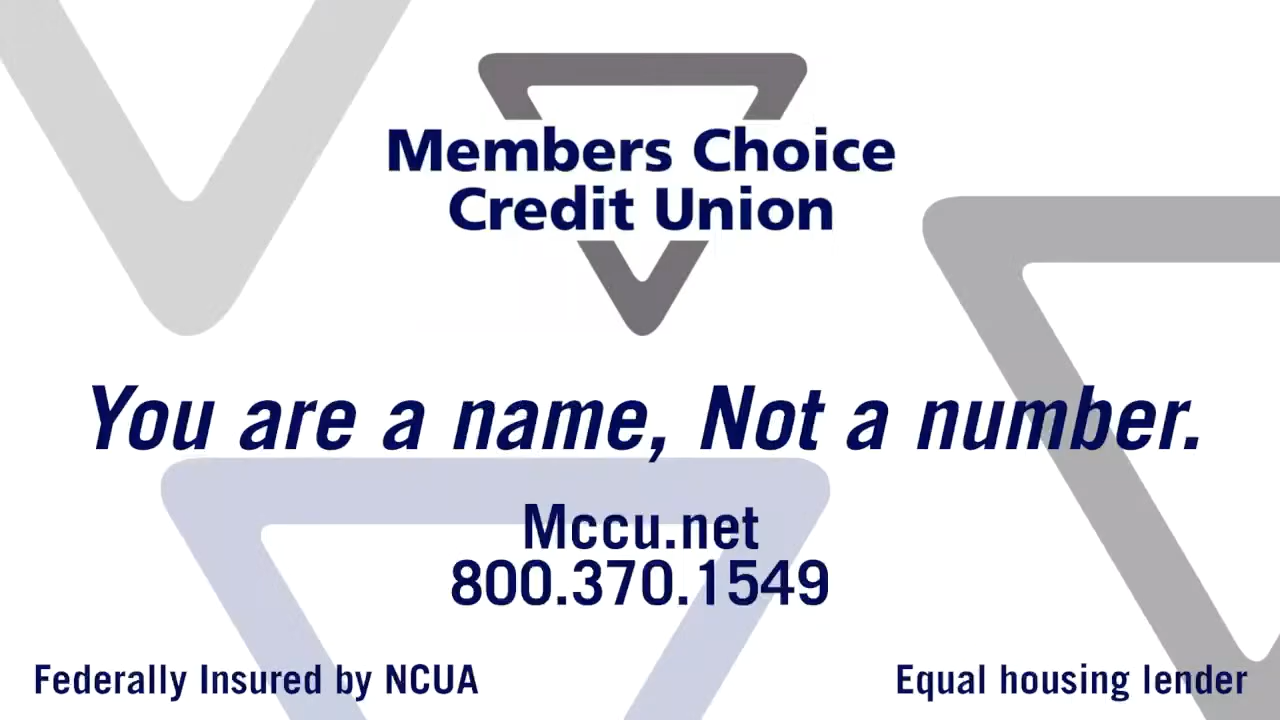 Members Choice
Credit Union
You are a name, Not a number.
Mccu.net
800.370.1549
Federally Insured by NCUA
Equal housing lender